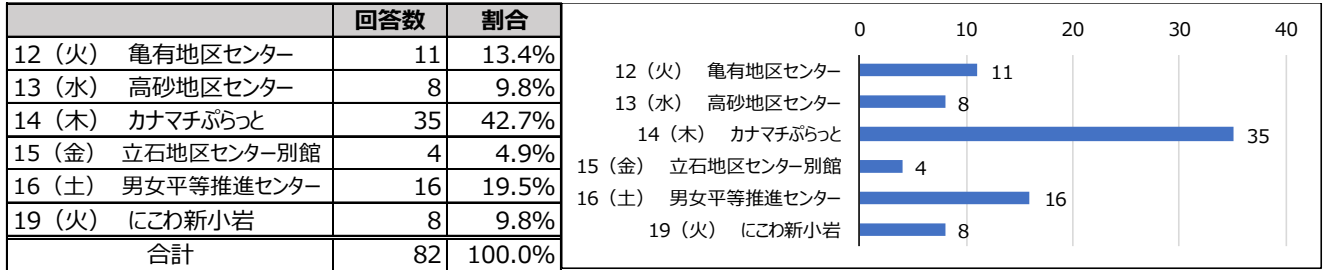 回答数 割合
12（火） 亀有地区センター 11 13.4%
13（水） 高砂地区センター 8 9.8%
14（木） カナマチぷらっと 35 42.7%
15（金） 立石地区センター別館 4 4.9%
16（土） 男女平等推進センター 16 19.5%
19（火） にこわ新小岩 8 9.8%
合計 82 100.0%
0 10 20 30 40
12（火） 亀有地区センター 11
13（水） 高砂地区センター 8
14（木） カナマチぷらっと 35
15（金） 立石地区センター別館 4
16（土） 男女平等推進センター 16
19（火） にこわ新小岩 8